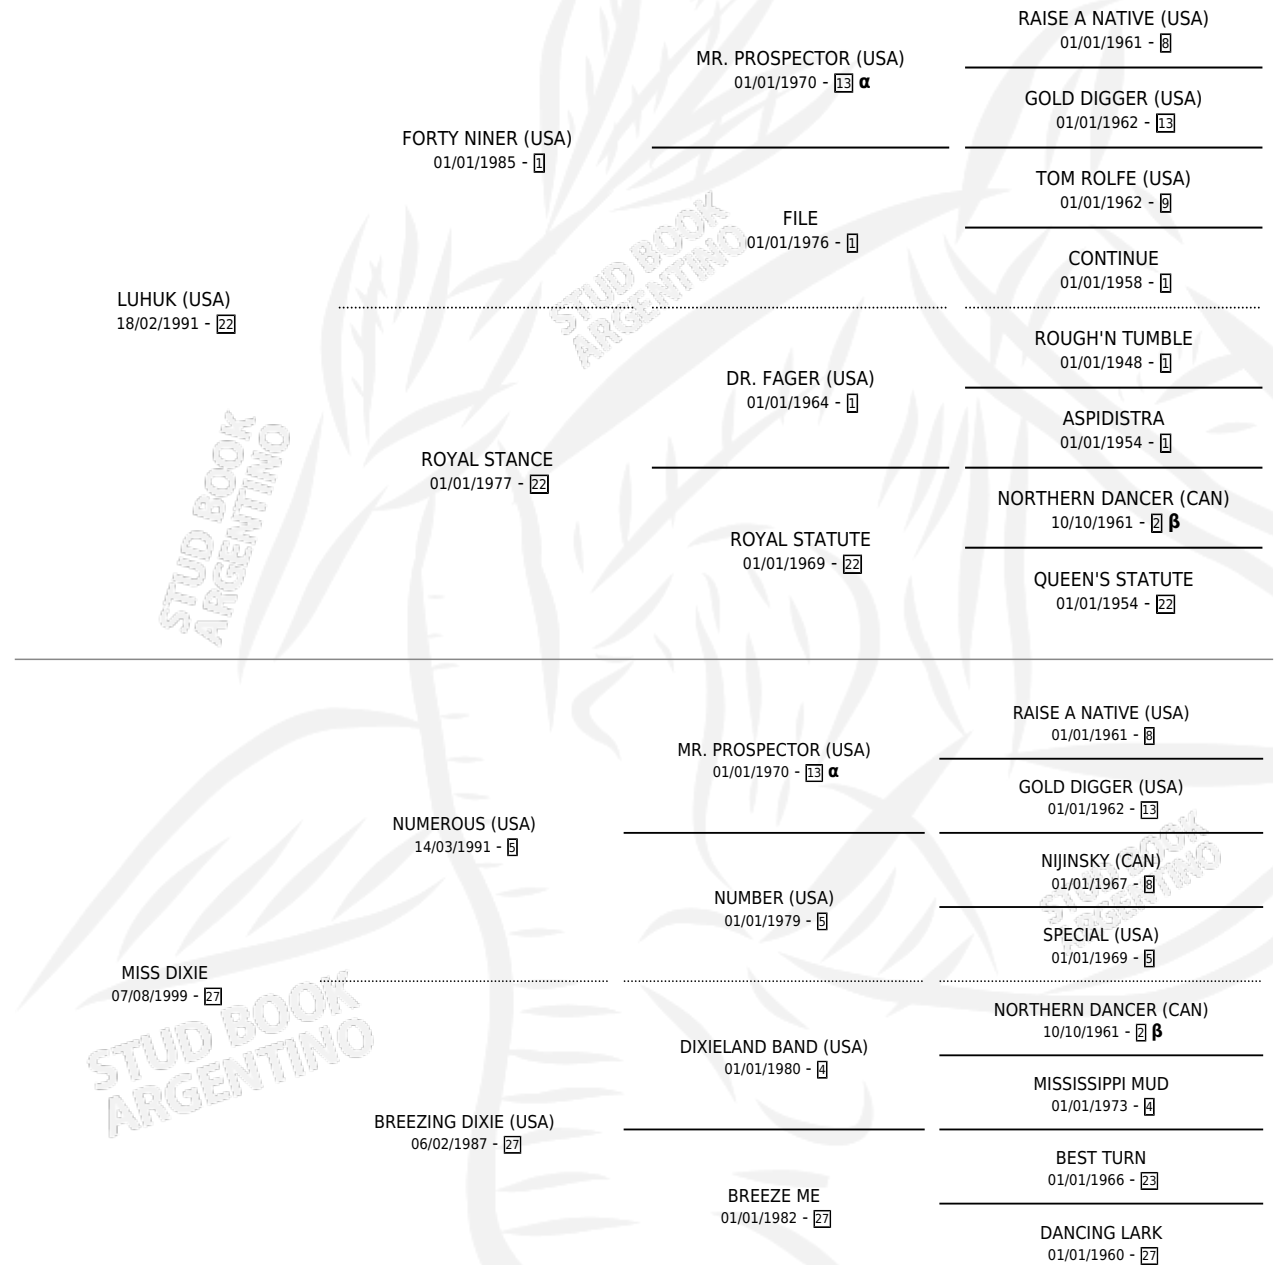 RAISE A NATIVE (USA)
01/01/1961 - 8
MR. PROSPECTOR (USA)
01/01/1970 - 13 α
GOLD DIGGER (USA)
01/01/1962 - 13
FORTY NINER (USA)
01/01/1985 - 1
TOM ROLFE (USA)
01/01/1962 - 9
FILE
01/01/1976 - 1
CONTINUE
01/01/1958 - 1
LUHUK (USA)
18/02/1991 - 22
ROUGH'N TUMBLE
01/01/1948 - 1
DR. FAGER (USA)
01/01/1964 - 1
ASPIDISTRA
01/01/1954 - 1
ROYAL STANCE
01/01/1977 - 22
NORTHERN DANCER (CAN)
10/10/1961 - 2 β
ROYAL STATUTE
01/01/1969 - 22
QUEEN'S STATUTE
01/01/1954 - 22
RAISE A NATIVE (USA)
01/01/1961 - 8
MR. PROSPECTOR (USA)
01/01/1970 - 13 α
GOLD DIGGER (USA)
01/01/1962 - 13
NUMEROUS (USA)
14/03/1991 - 5
NIJINSKY (CAN)
01/01/1967 - 8
NUMBER (USA)
01/01/1979 - 5
SPECIAL (USA)
01/01/1969 - 5
MISS DIXIE
07/08/1999 - 27
NORTHERN DANCER (CAN)
10/10/1961 - 2 β
DIXIELAND BAND (USA)
01/01/1980 - 4
MISSISSIPPI MUD
01/01/1973 - 4
BREEZING DIXIE (USA)
06/02/1987 - 27
BEST TURN
01/01/1966 - 23
BREEZE ME
01/01/1982 - 27
DANCING LARK
01/01/1960 - 27
STUD BOOK
ARGENTINO
STUD BOOK
ARGENTINO
STUD BOOK
ARGENTINO
STUD BOOK
ARGENTINO